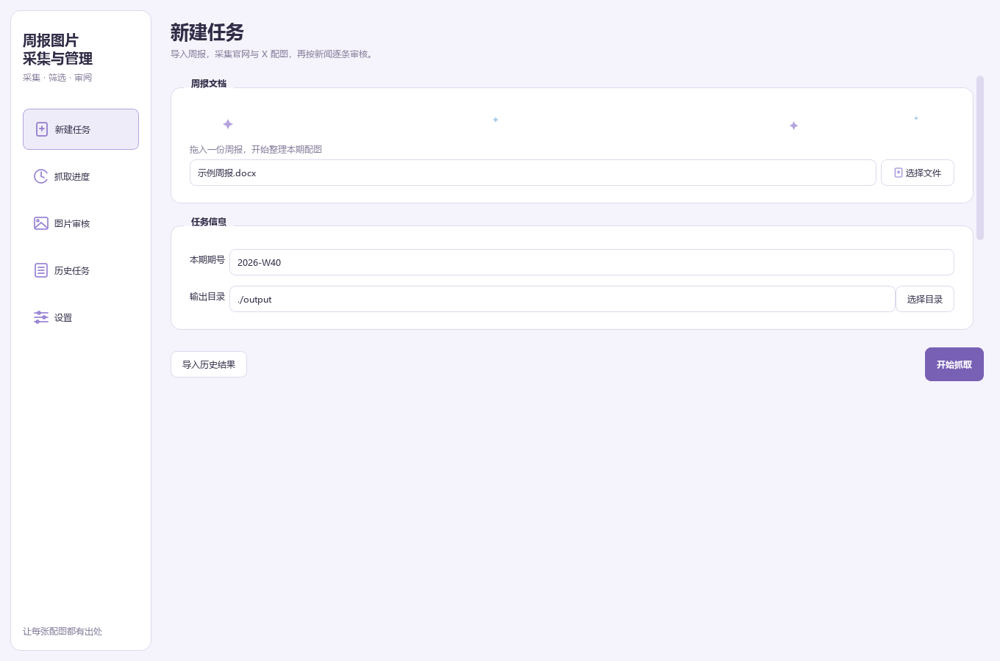 周报图片
采集与管理
采集 · 筛选 · 审阅
新建任务
抓取进度
图片审核
历史任务
设置
让每张配图都有出处
新建任务
导入周报，采集官网与 X 配图，再按新闻逐条审核。
周报文档
拖入一份周报，开始整理本期配图
示例周报.docx
选择文件
任务信息
本期期号
2026-W40
输出目录
./output
选择目录
导入历史结果
开始抓取